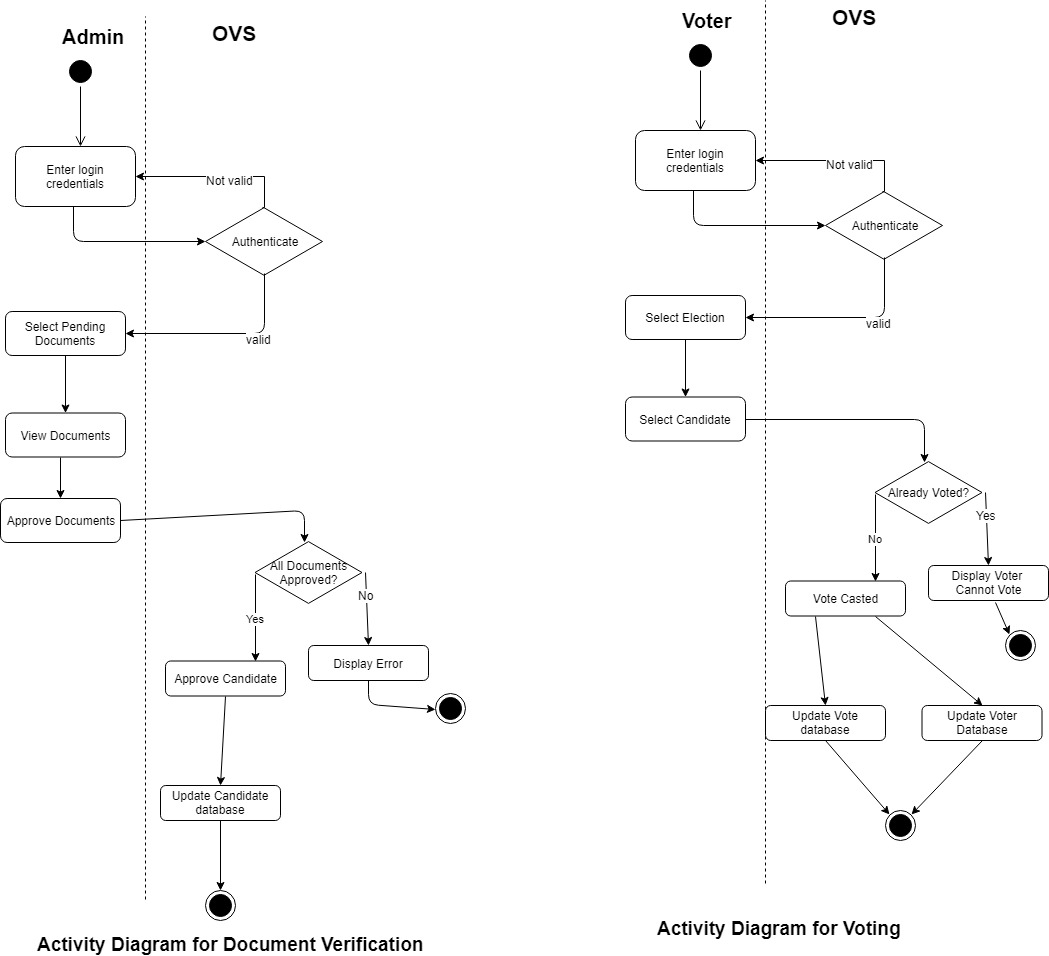 Admin
OVS
Enter login
credentials
Not valid
Authenticate
Select Pending
Documents
valid
View Documents
Approve Documents
All Documents
Approved?
No
Yes
Display Error
Approve Candidate
Update Candidate
database
Activity Diagram for Document Verification
Voter
OVS
Enter login
credentials
Not valid
Authenticate
Select Election
valid
Select Candidate
Already Voted?
Yes
No
Display Voter
Cannot Vote
Vote Casted
Update Vote
database
Update Voter
Database
Activity Diagram for Voting